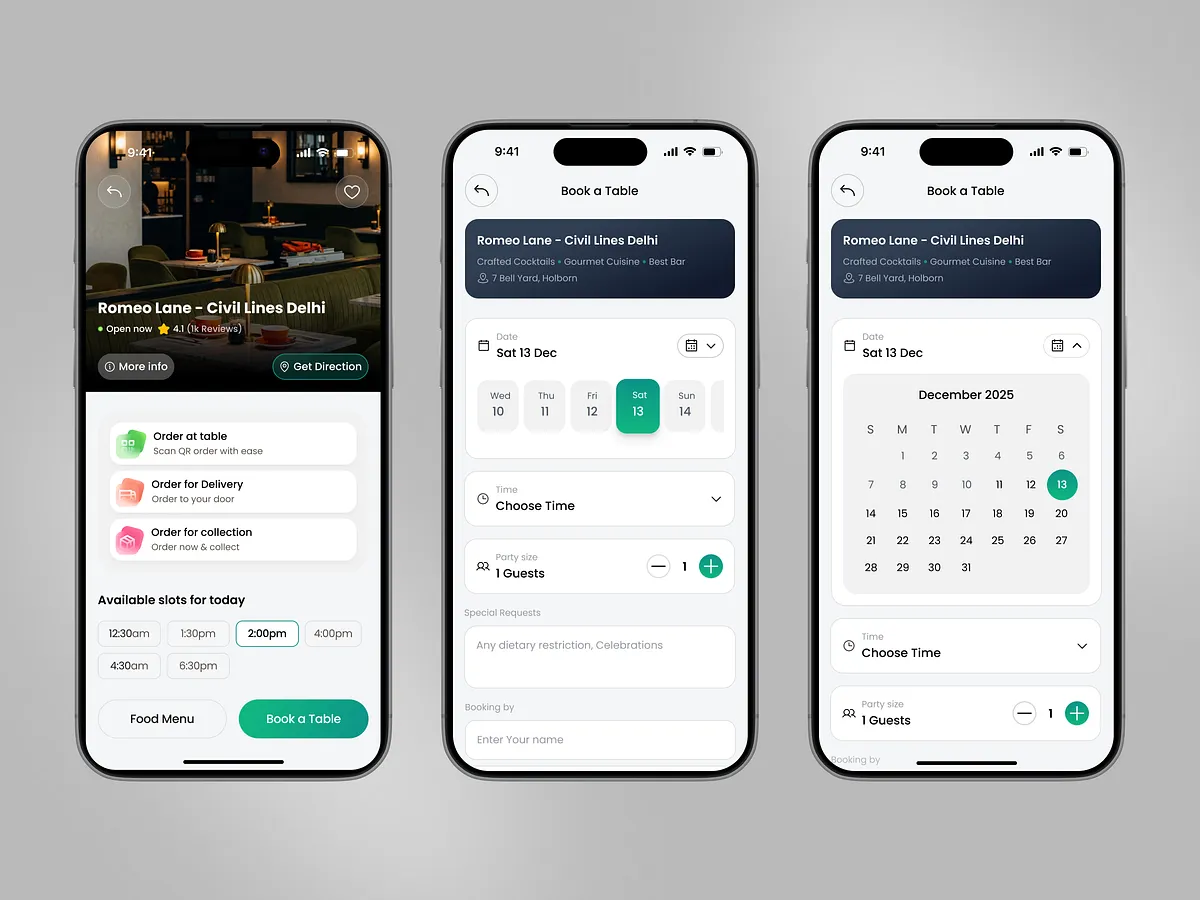 9:41
Romeo Lane - Civil Lines Delhi
Open now 4.1 (1k Reviews)
More info
Get Direction
Order at table
Scan QR order with ease
Order for Delivery
Order to your door
Order for collection
Order now & collect
Available slots for today
12:30am 1:30pm 2:00pm 4:00pm
4:30am 6:30pm
Food Menu
Book a Table
9:41
Book a Table
Romeo Lane - Civil Lines Delhi
Crafted Cocktails • Gourmet Cuisine • Best Bar
7 Bell Yard, Holborn
Date
Sat 13 Dec
Wed Thu Fri Sat Sun
10 11 12 13 14
Time
Choose Time
Party size
1 Guests
1
Special Requests
Any dietary restriction, Celebrations
Booking by
Enter Your name
9:41
Book a Table
Romeo Lane - Civil Lines Delhi
Crafted Cocktails • Gourmet Cuisine • Best Bar
7 Bell Yard, Holborn
Date
Sat 13 Dec
December 2025
S M T W T F S
1 2 3 4 5 6
7 8 9 10 11 12 13
14 15 16 17 18 19 20
21 22 23 24 25 26 27
28 29 30 31
Time
Choose Time
Party size
1 Guests
1
Booking by